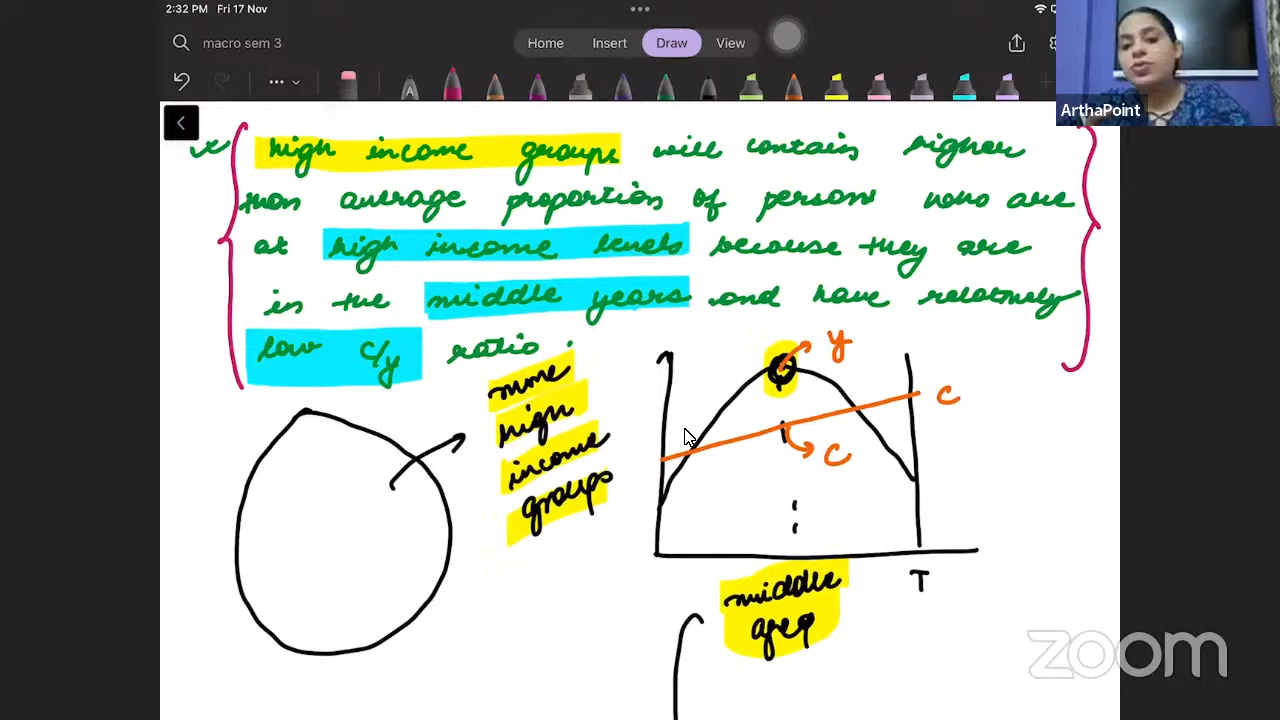 2:32 PM Fri 17 Nov
macro sem 3
Home Insert Draw View
A
ArthaPoint
high income groups will contain higher
than average proportion of person who are
at high income levels because they are
in the middle years and have relatively
low c/y ratio.
more
high
income
groups
y
C
C
T
middle
age
zoom